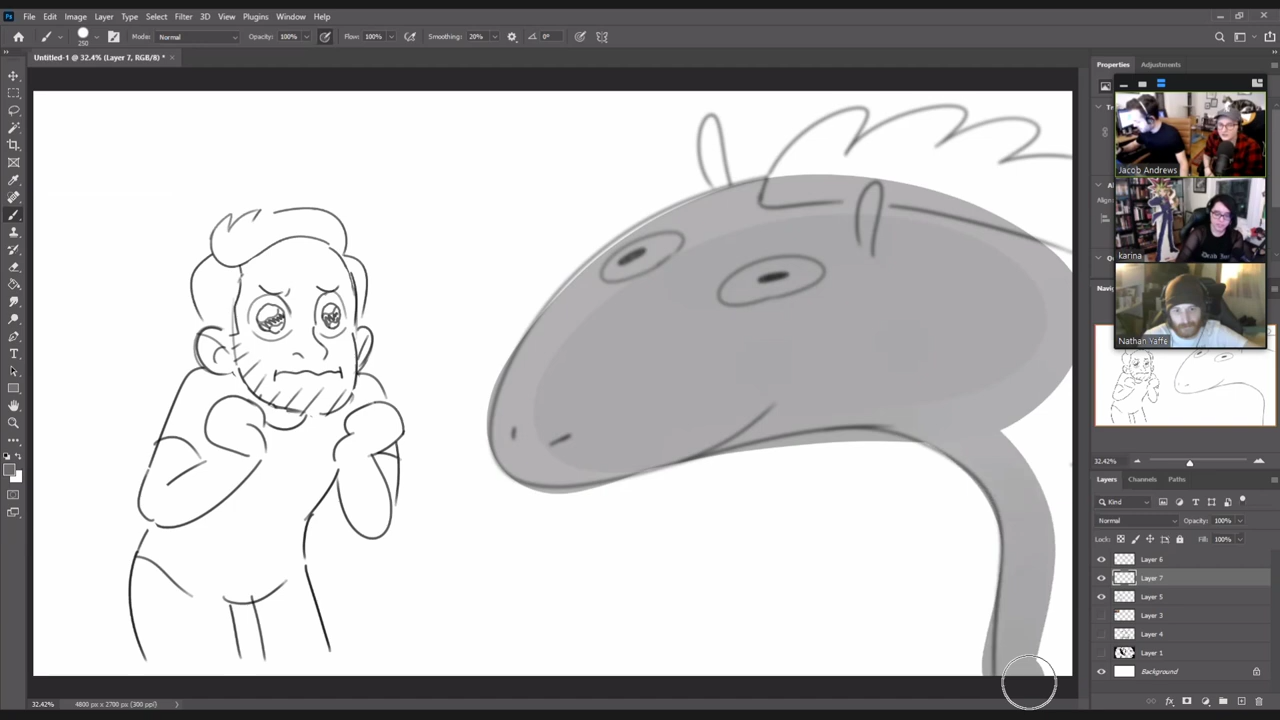 Ps File Edit Image Layer Type Select Filter 3D View Plugins Window Help
250 Mode: Normal Opacity: 100% Flow: 100% Smoothing: 20% 0°
Untitled-1 @ 32.4% (Layer 7, RGB/8) *
Properties Adjustments
Jacob Andrews
karina
Nathan Yaffe
32.42%
Layers Channels Paths
Kind
Normal Opacity: 100%
Lock: Fill: 100%
Layer 6
Layer 7
Layer 5
Layer 3
Layer 4
Layer 1
Background
32.42% 4800 px x 2700 px (300 ppi)